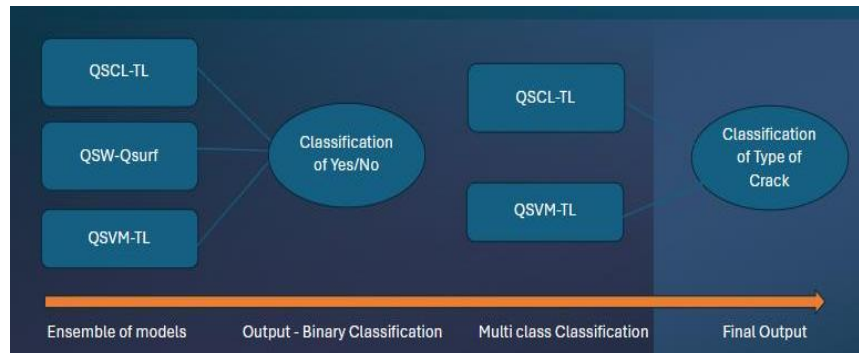 QSCL-TL
QSW-Qsurf
QSVM-TL
Classification
of Yes/No
QSCL-TL
QSVM-TL
Classification
of Type of
Crack
Ensemble of models
Output - Binary Classification
Multi class Classification
Final Output